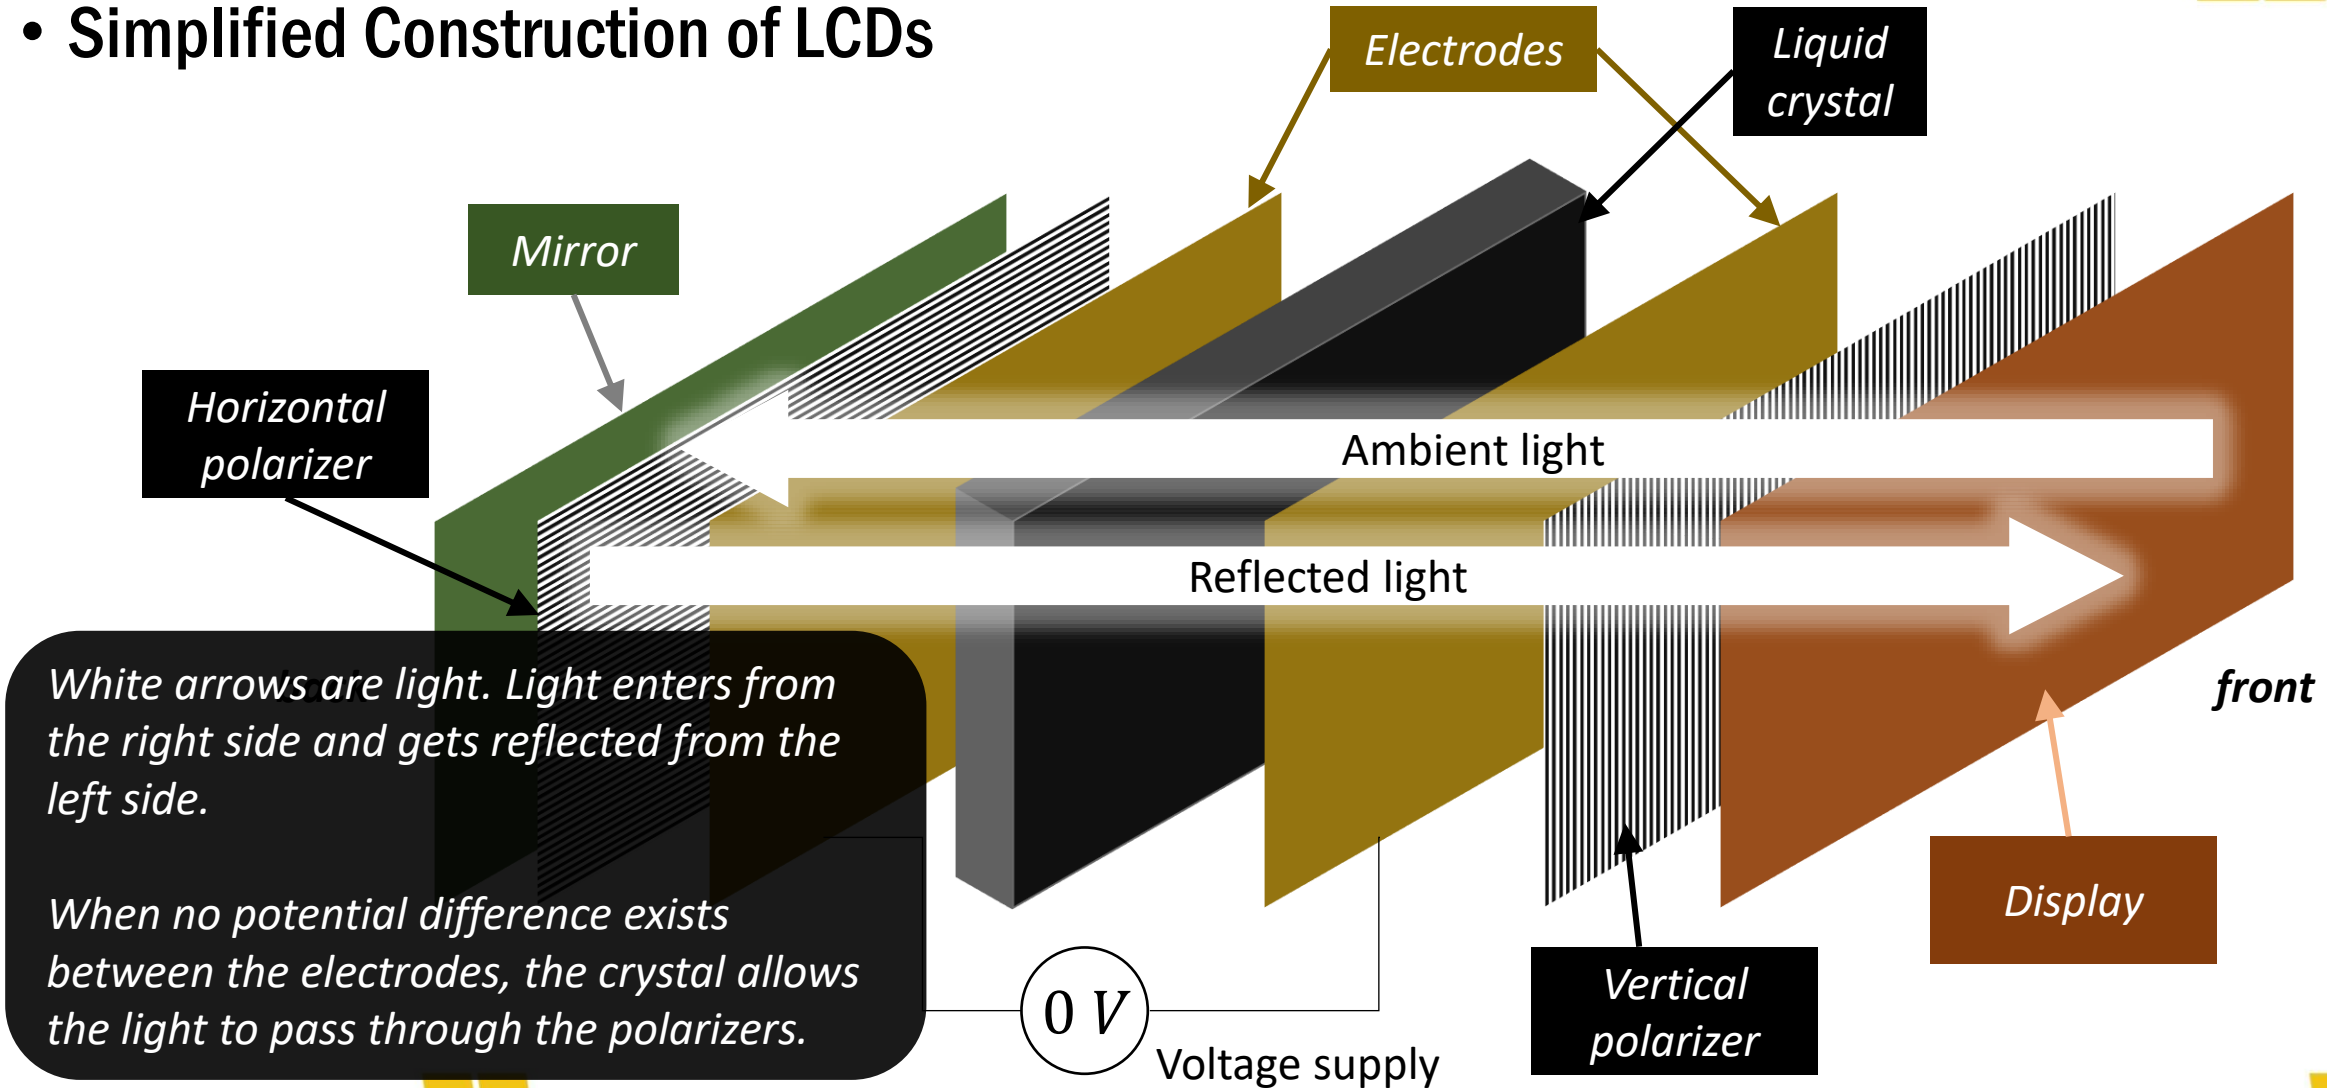 • Simplified Construction of LCDs
Electrodes
Liquid
crystal
Mirror
Horizontal
polarizer
Ambient light
Reflected light
back
front
White arrows are light. Light enters from
the right side and gets reflected from the
left side.
When no potential difference exists
between the electrodes, the crystal allows
the light to pass through the polarizers.
0 V
Voltage supply
Vertical
polarizer
Display